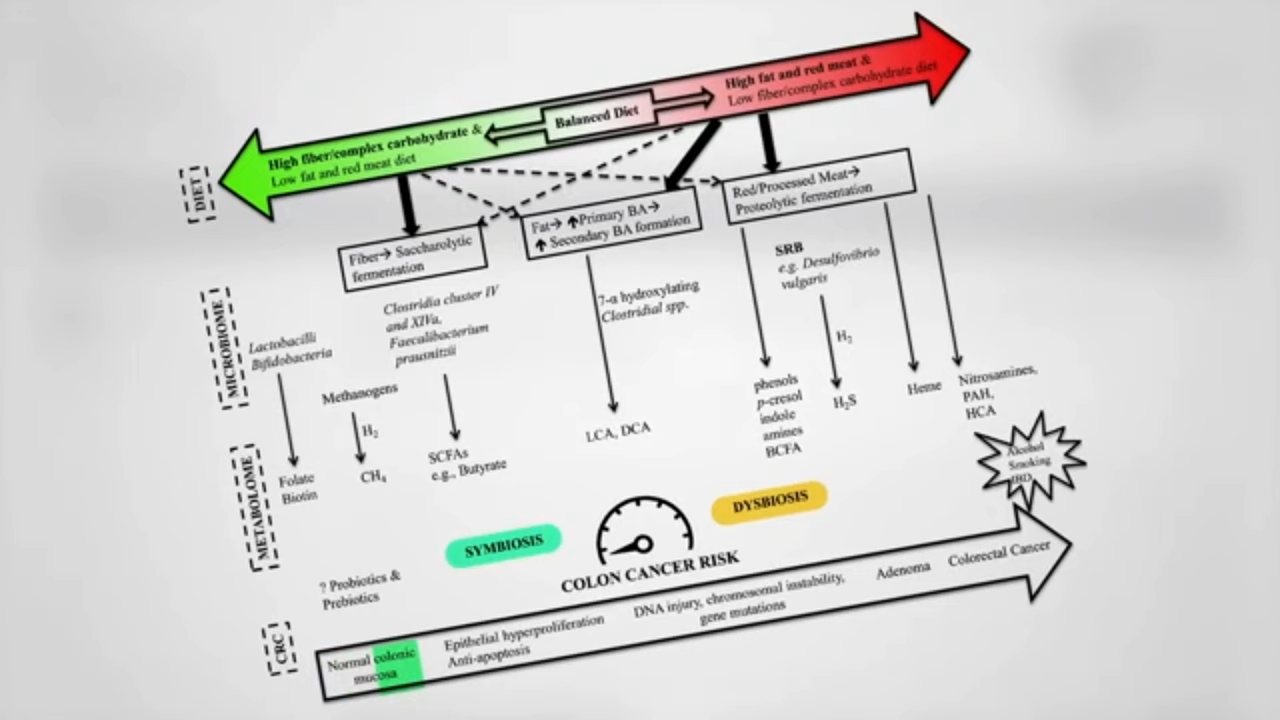 High fat and red meat &
Low fiber/complex carbohydrate diet
Balanced Diet
High fiber/complex carbohydrate &
Low fat and red meat diet
DIET
Red/Processed Meat→
Proteolytic fermentation
Fat→ ↑Primary BA→
↑ Secondary BA formation
Fiber→ Saccharolytic
fermentation
MICROBIOME
Lactobacilli
Bifidobacteria
Clostridia cluster IV
and XIVa,
Faecalibacterium
prausnitzii
Methanogens
H₂
7-α hydroxylating
Clostridial spp.
SRB
e.g. Desulfovibrio
vulgaris
H₂
METABOLOME
Folate
Biotin
CH₄
SCFAs
e.g., Butyrate
LCA, DCA
phenols
p-cresol
indole
amines
BCFA
H₂S
Heme
Nitrosamines,
PAH,
HCA
Alcohol
Smoking
IBD
SYMBIOSIS
DYSBIOSIS
COLON CANCER RISK
? Probiotics &
Prebiotics
CRC
Normal colonic
mucosa
Epithelial hyperproliferation
Anti-apoptosis
DNA injury, chromosomal instability,
gene mutations
Adenoma
Colorectal Cancer